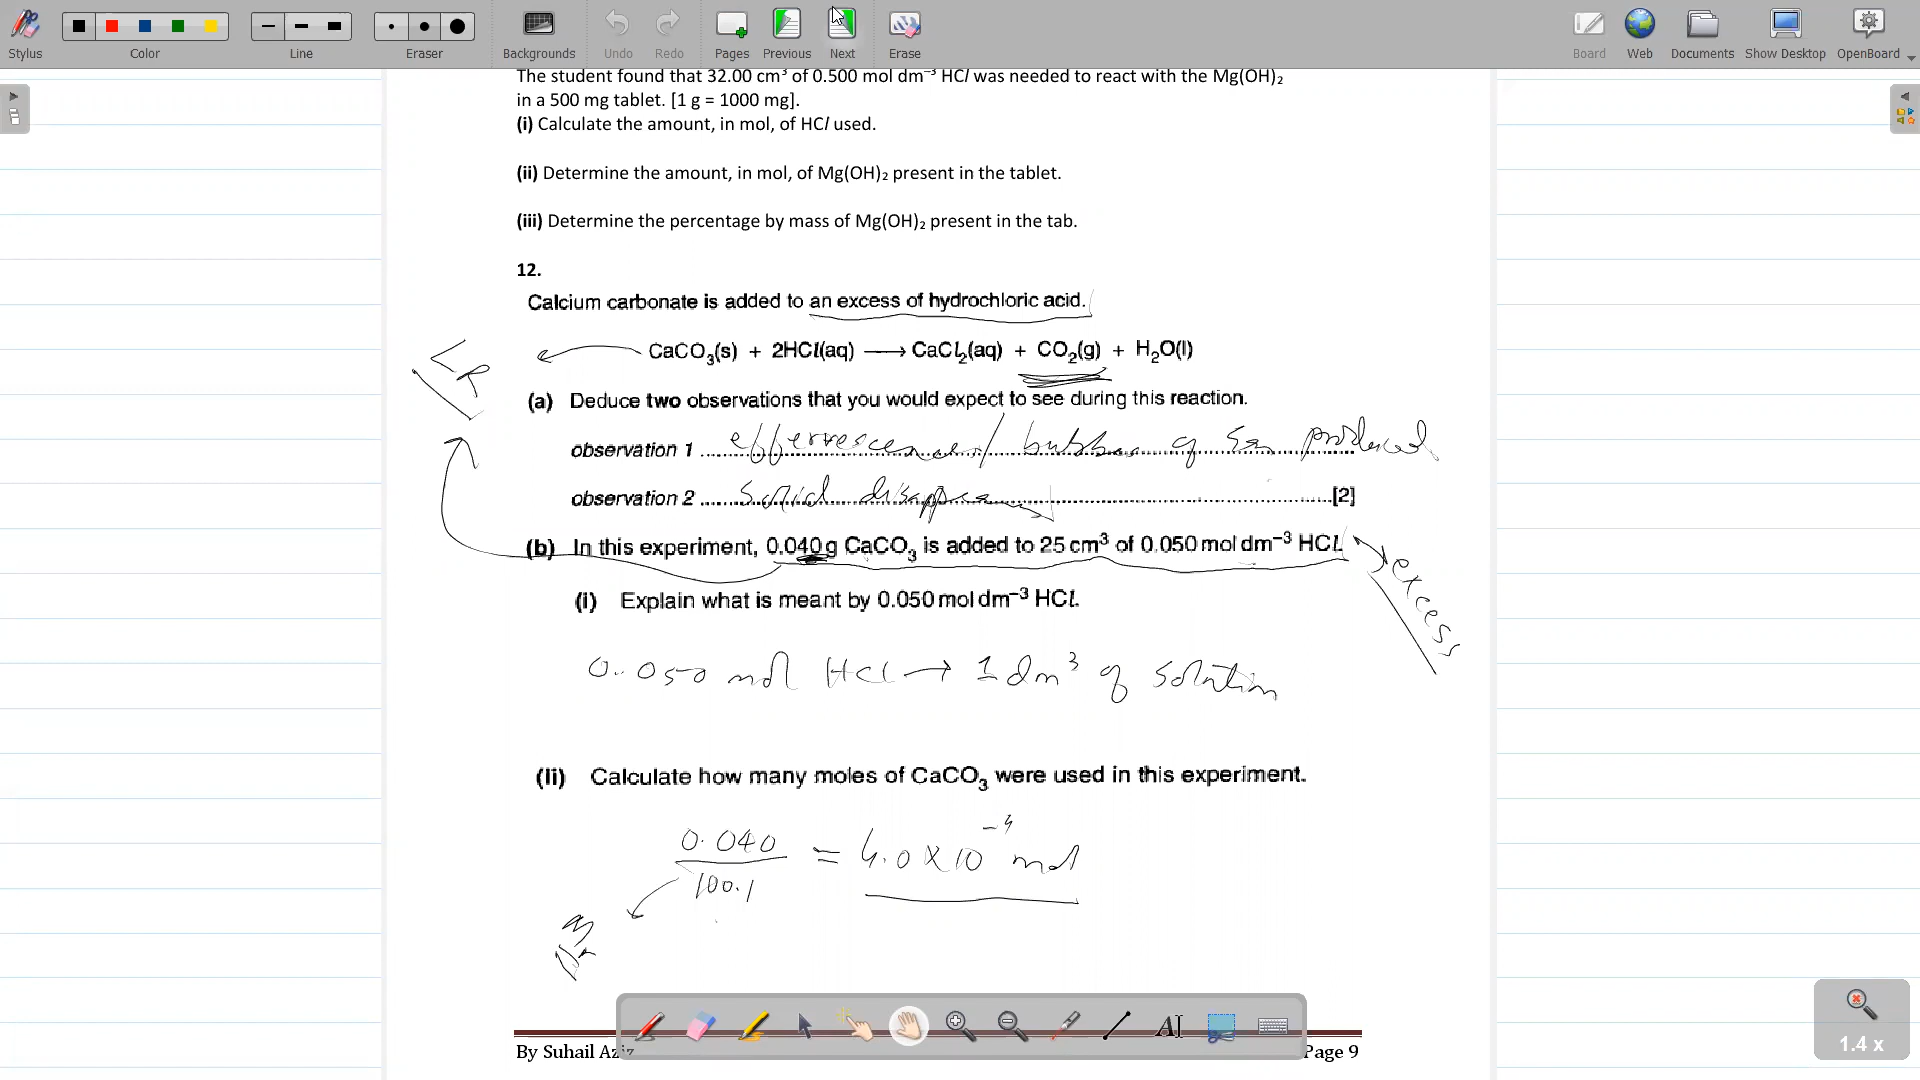 Stylus Color Line Eraser Backgrounds Undo Redo Pages Previous Next Erase Board Web Documents Show Desktop OpenBoard
The student found that 32.00 cm³ of 0.500 mol dm⁻³ HCl was needed to react with the Mg(OH)₂
in a 500 mg tablet. [1 g = 1000 mg].
(i) Calculate the amount, in mol, of HCl used.
(ii) Determine the amount, in mol, of Mg(OH)₂ present in the tablet.
(iii) Determine the percentage by mass of Mg(OH)₂ present in the tab.
12.
Calcium carbonate is added to an excess of hydrochloric acid.
LR
CaCO₃(s) + 2HCl(aq) ⟶ CaCl₂(aq) + CO₂(g) + H₂O(l)
(a) Deduce two observations that you would expect to see during this reaction.
observation 1 effervescence / bubbles of gas produced
observation 2 solid disappears [2]
(b) In this experiment, 0.040 g CaCO₃ is added to 25 cm³ of 0.050 mol dm⁻³ HCl.
excess
(i) Explain what is meant by 0.050 mol dm⁻³ HCl.
0.050 mol HCl → 1 dm³ of solution
(ii) Calculate how many moles of CaCO₃ were used in this experiment.
0.040
= 4.0 × 10⁻⁴ mol
100.1
Mr
By Suhail Aziz Page 9
1.4 x